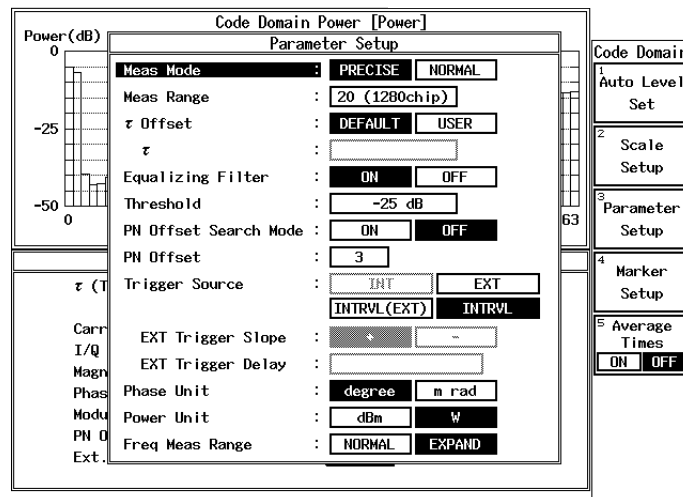 Code Domain Power [Power]
Power(dB)
Parameter Setup
0
-25
-50
0
63
Meas Mode : PRECISE NORMAL
Meas Range : 20 (1280chip)
τ Offset : DEFAULT USER
τ :
Equalizing Filter : ON OFF
Threshold : -25 dB
PN Offset Search Mode : ON OFF
PN Offset : 3
Trigger Source : INT EXT
INTRVL(EXT) INTRVL
EXT Trigger Slope : + -
EXT Trigger Delay :
Phase Unit : degree m rad
Power Unit : dBm W
Freq Meas Range : NORMAL EXPAND
τ (T
Carr
I/Q
Magn
Phas
Modu
PN O
Ext.
Code Domain
1
Auto Level
Set
2
Scale
Setup
3
Parameter
Setup
4
Marker
Setup
5
Average
Times
ON OFF